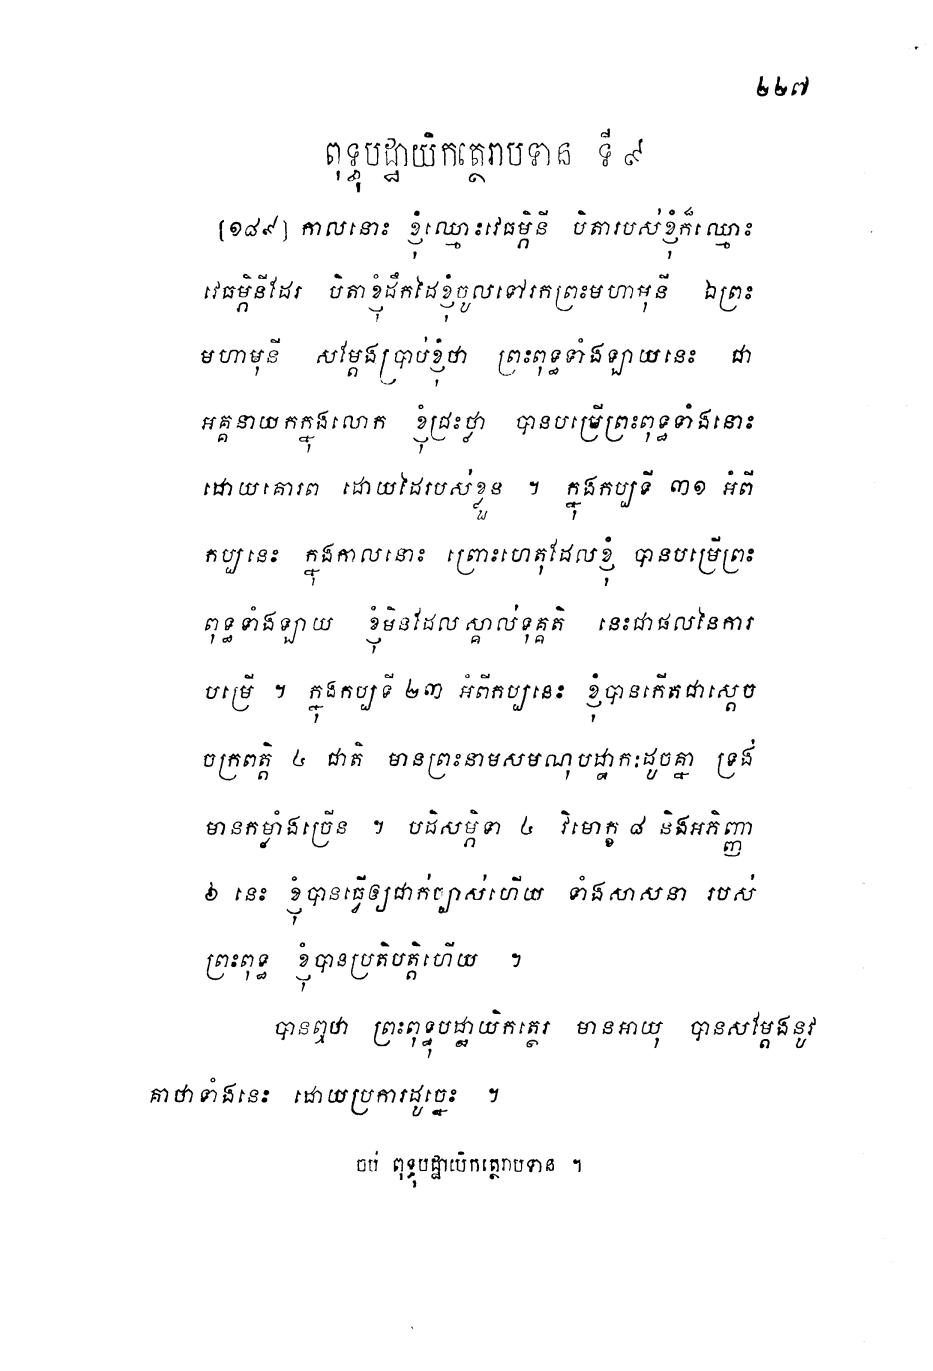 ២២៧
ពុទ្ធុបដ្ឋាយិកត្ថេរាបទាន ទី ៩
[១៨៩] កាលនោះ ខ្ញុំឈ្មោះវេធម្ភិនី បិតារបស់ខ្ញុំក៏ឈ្មោះ
វេធម្ភិនីដែរ បិតាខ្ញុំដឹកដៃខ្ញុំចូលទៅរកព្រះមហាមុនី ឯព្រះ
មហាមុនី សម្តែងប្រាប់ខ្ញុំថា ព្រះពុទ្ធទាំងឡាយនេះ ជា
អគ្គនាយកក្នុងលោក ខ្ញុំជ្រះថ្លា បានបម្រើព្រះពុទ្ធទាំងនោះ
ដោយគោរព ដោយដៃរបស់ខ្លួន ។ ក្នុងកប្បទី ៣១ អំពី
កប្បនេះ ក្នុងកាលនោះ ព្រោះហេតុដែលខ្ញុំ បានបម្រើព្រះ
ពុទ្ធទាំងឡាយ ខ្ញុំមិនដែលស្គាល់ទុគ្គតិ នេះជាផលនៃការ
បម្រើ ។ ក្នុងកប្បទី ២៣ អំពីកប្បនេះ ខ្ញុំបានកើតជាស្តេច
ចក្រពត្តិ ៤ ជាតិ មានព្រះនាមសមណុបដ្ឋាកៈដូចគ្នា ទ្រង់
មានកម្លាំងច្រើន ។ បដិសម្ភិទា ៤ វិមោក្ខ ៨ និងអភិញ្ញា
៦ នេះ ខ្ញុំបានធ្វើឲ្យជាក់ច្បាស់ហើយ ទាំងសាសនា របស់
ព្រះពុទ្ធ ខ្ញុំបានប្រតិបត្តិហើយ ។
បានឮថា ព្រះពុទ្ធុបដ្ឋាយិកត្ថេរ មានអាយុ បានសម្តែងនូវ
គាថាទាំងនេះ ដោយប្រការដូច្នេះ ។
ចប់ ពុទ្ធុបដ្ឋាយិកត្ថេរាបទាន ។